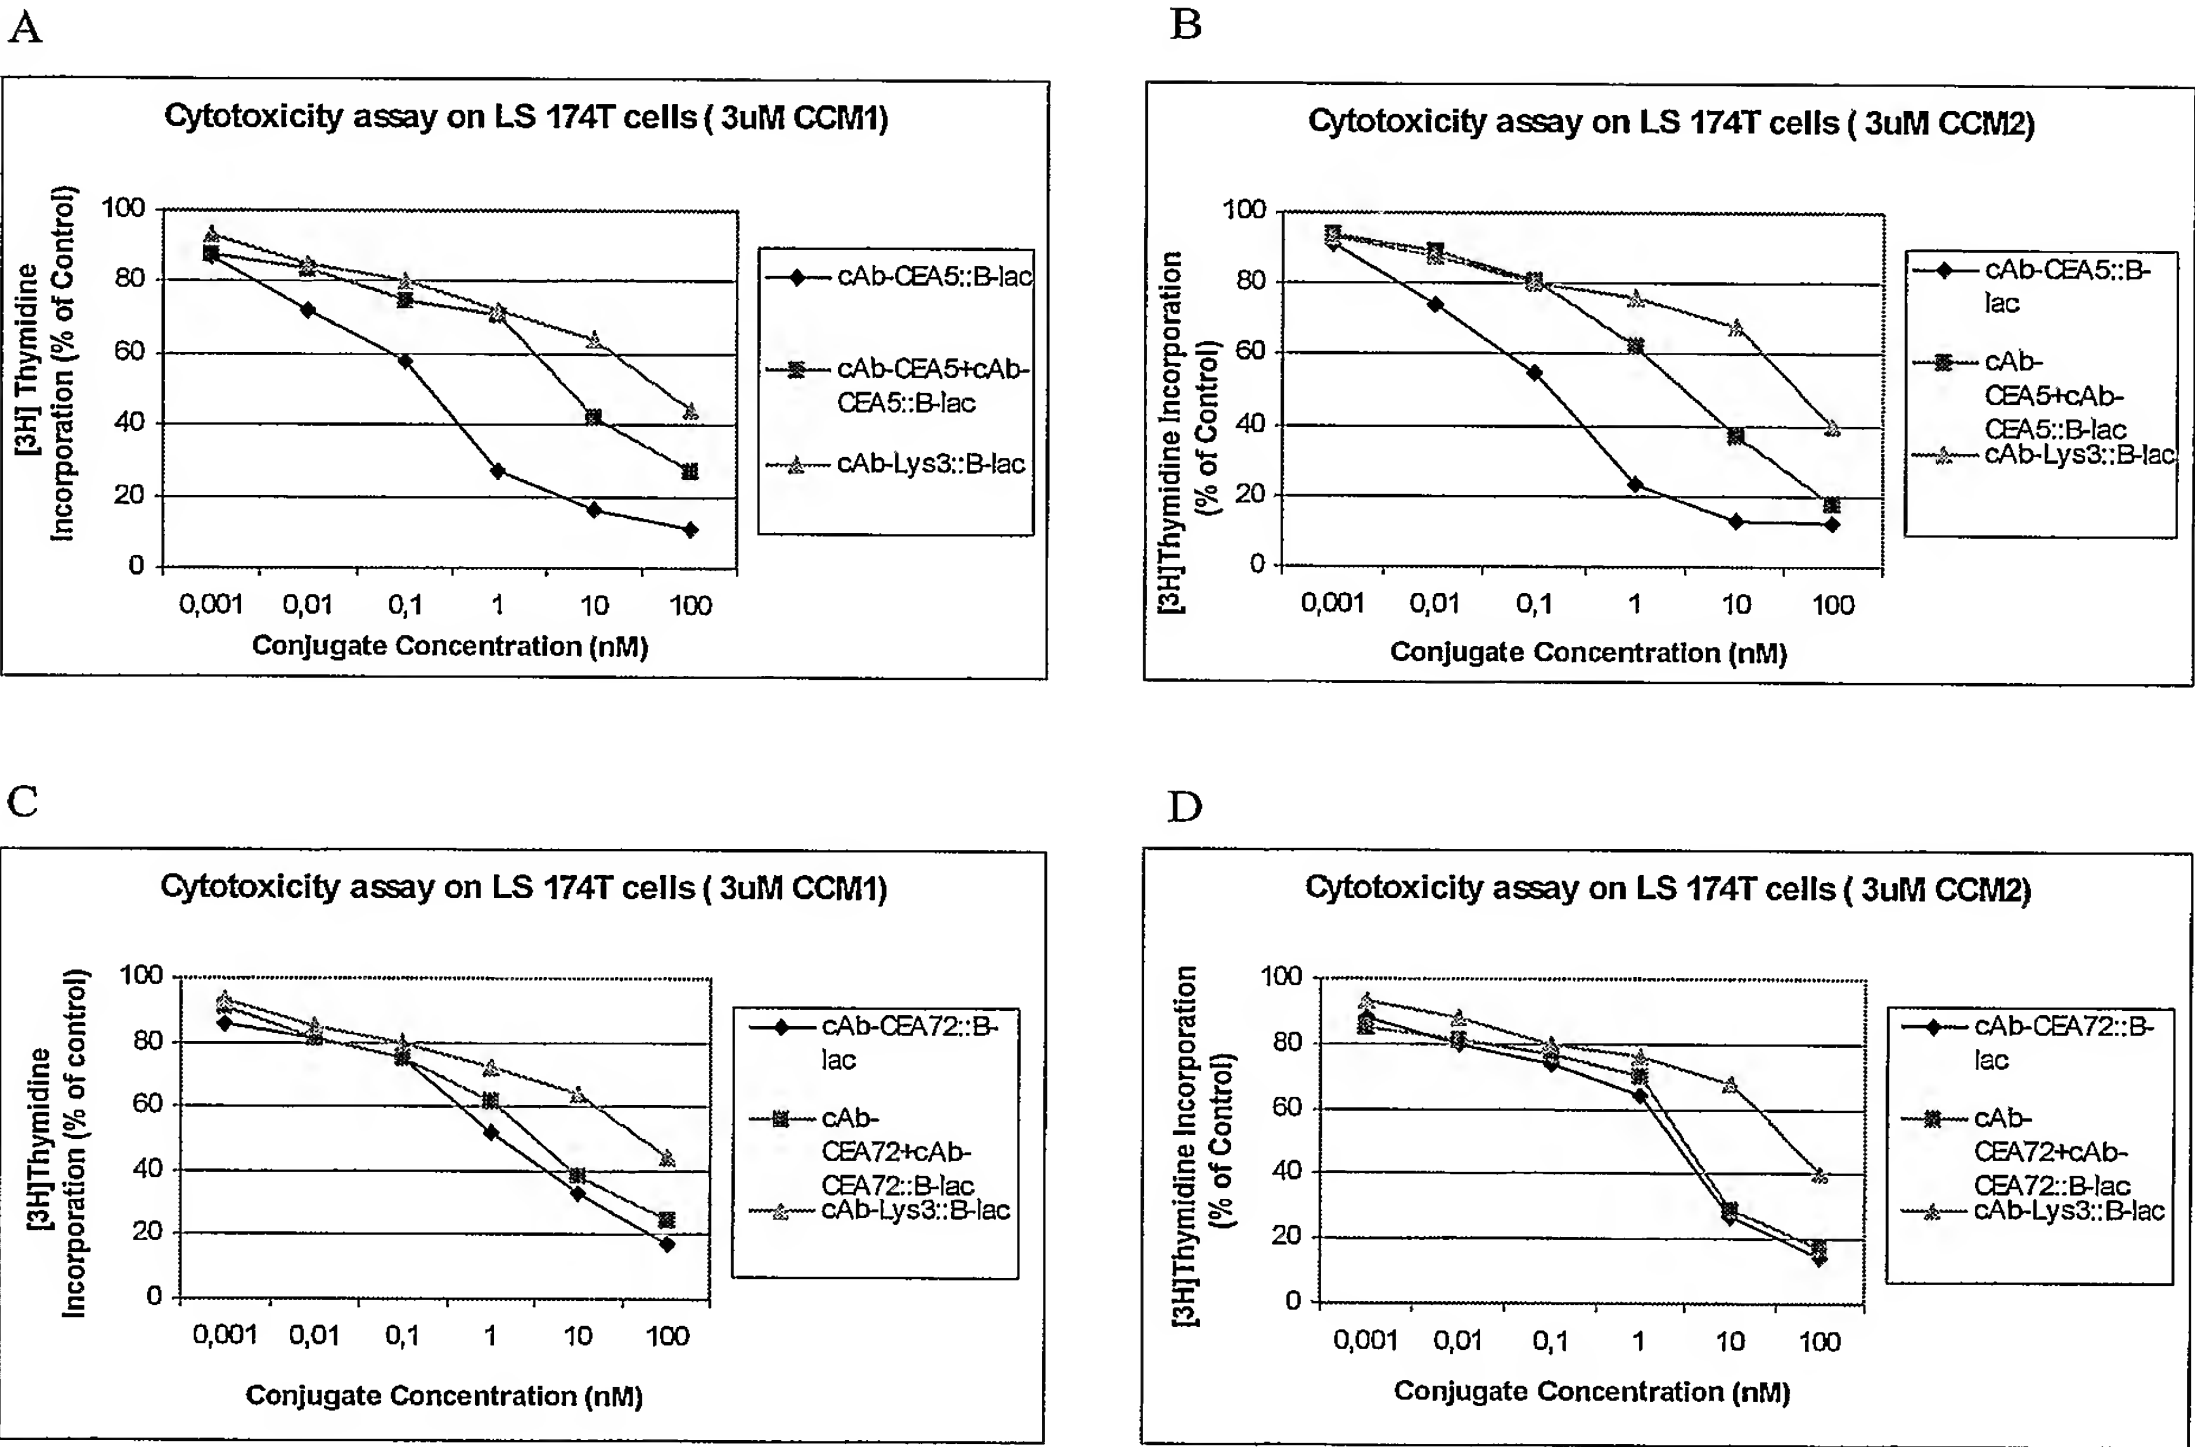 A
Cytotoxicity assay on LS 174T cells ( 3uM CCM1)
[3H] Thymidine
Incorporation (% of Control)
100
80
60
40
20
0
0,001 0,01 0,1 1 10 100
Conjugate Concentration (nM)
cAb-CEA5::B-lac
cAb-CEA5+cAb-
CEA5::B-lac
cAb-Lys3::B-lac
B
Cytotoxicity assay on LS 174T cells ( 3uM CCM2)
[3H]Thymidine Incorporation
(% of Control)
100
80
60
40
20
0
0,001 0,01 0,1 1 10 100
Conjugate Concentration (nM)
cAb-CEA5::B-
lac
cAb-
CEA5+cAb-
CEA5::B-lac
cAb-Lys3::B-lac
C
Cytotoxicity assay on LS 174T cells ( 3uM CCM1)
[3H]Thymidine
Incorporation (% of control)
100
80
60
40
20
0
0,001 0,01 0,1 1 10 100
Conjugate Concentration (nM)
cAb-CEA72::B-
lac
cAb-
CEA72+cAb-
CEA72::B-lac
cAb-Lys3::B-lac
D
Cytotoxicity assay on LS 174T cells ( 3uM CCM2)
[3H]Thymidine Incorporation
(% of Control)
100
80
60
40
20
0
0,001 0,01 0,1 1 10 100
Conjugate Concentration (nM)
cAb-CEA72::B-
lac
cAb-
CEA72+cAb-
CEA72::B-lac
cAb-Lys3::B-lac